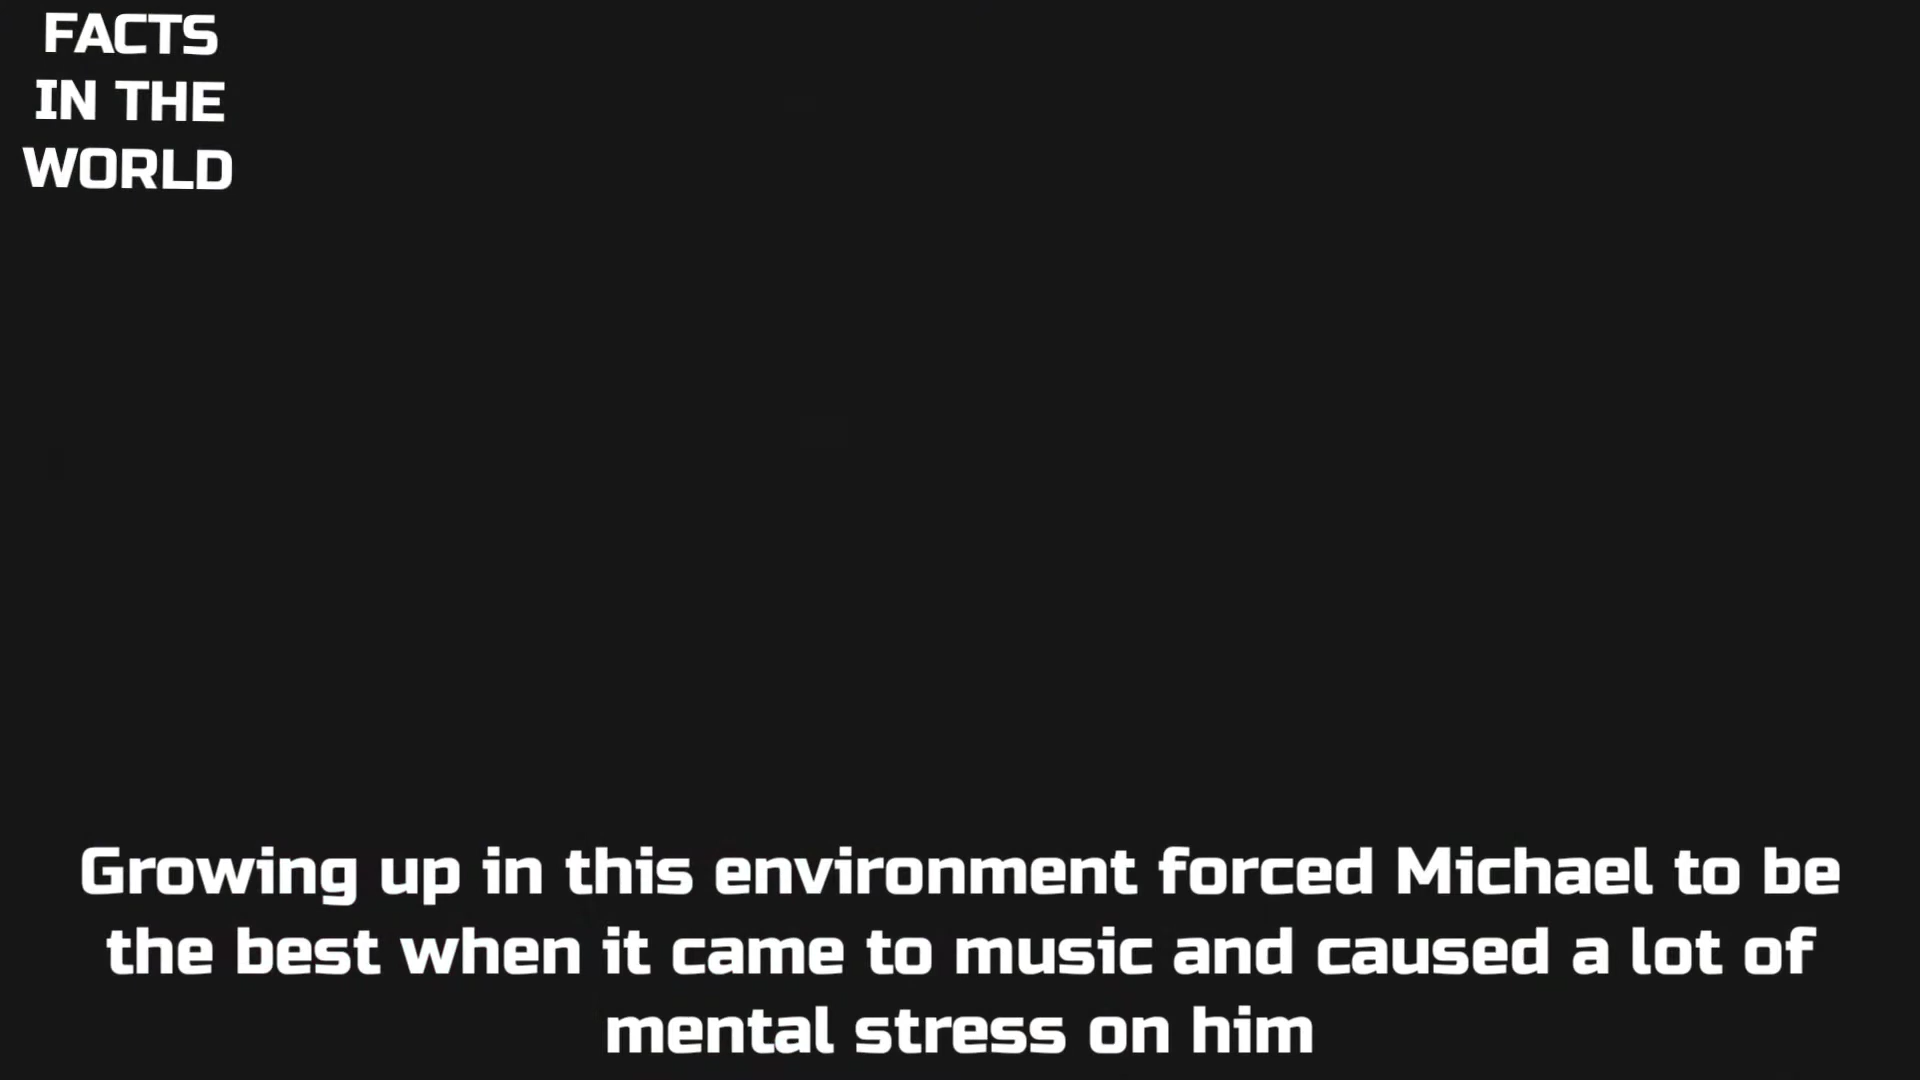 FACTS
IN THE
WORLD
Growing up in this environment forced Michael to be
the best when it came to music and caused a lot of
mental stress on him